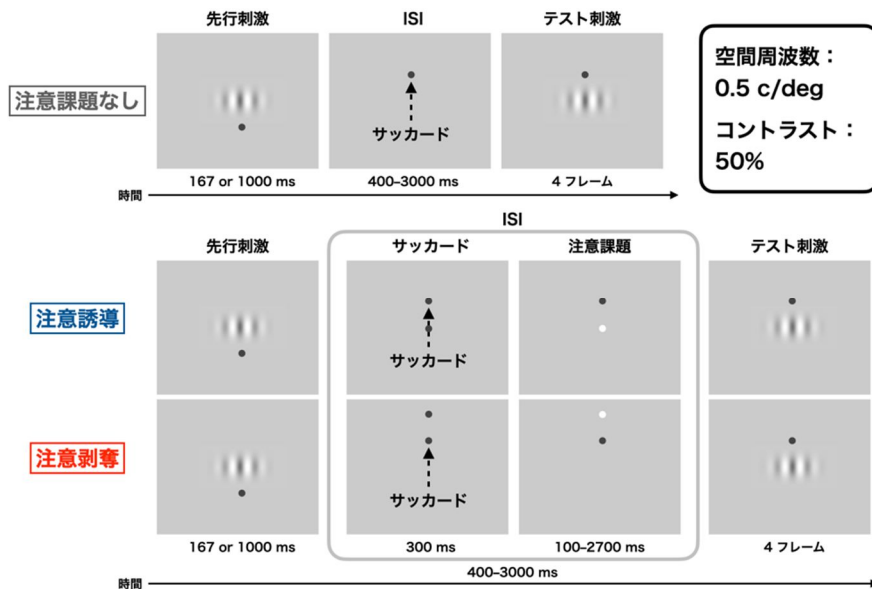 先行刺激
ISI
テスト刺激
空間周波数：
0.5 c/deg
コントラスト：
50%
注意課題なし
サッカード
167 or 1000 ms
400–3000 ms
4 フレーム
時間
ISI
先行刺激
サッカード
注意課題
テスト刺激
注意誘導
サッカード
注意剥奪
サッカード
167 or 1000 ms
300 ms
100–2700 ms
4 フレーム
400–3000 ms
時間